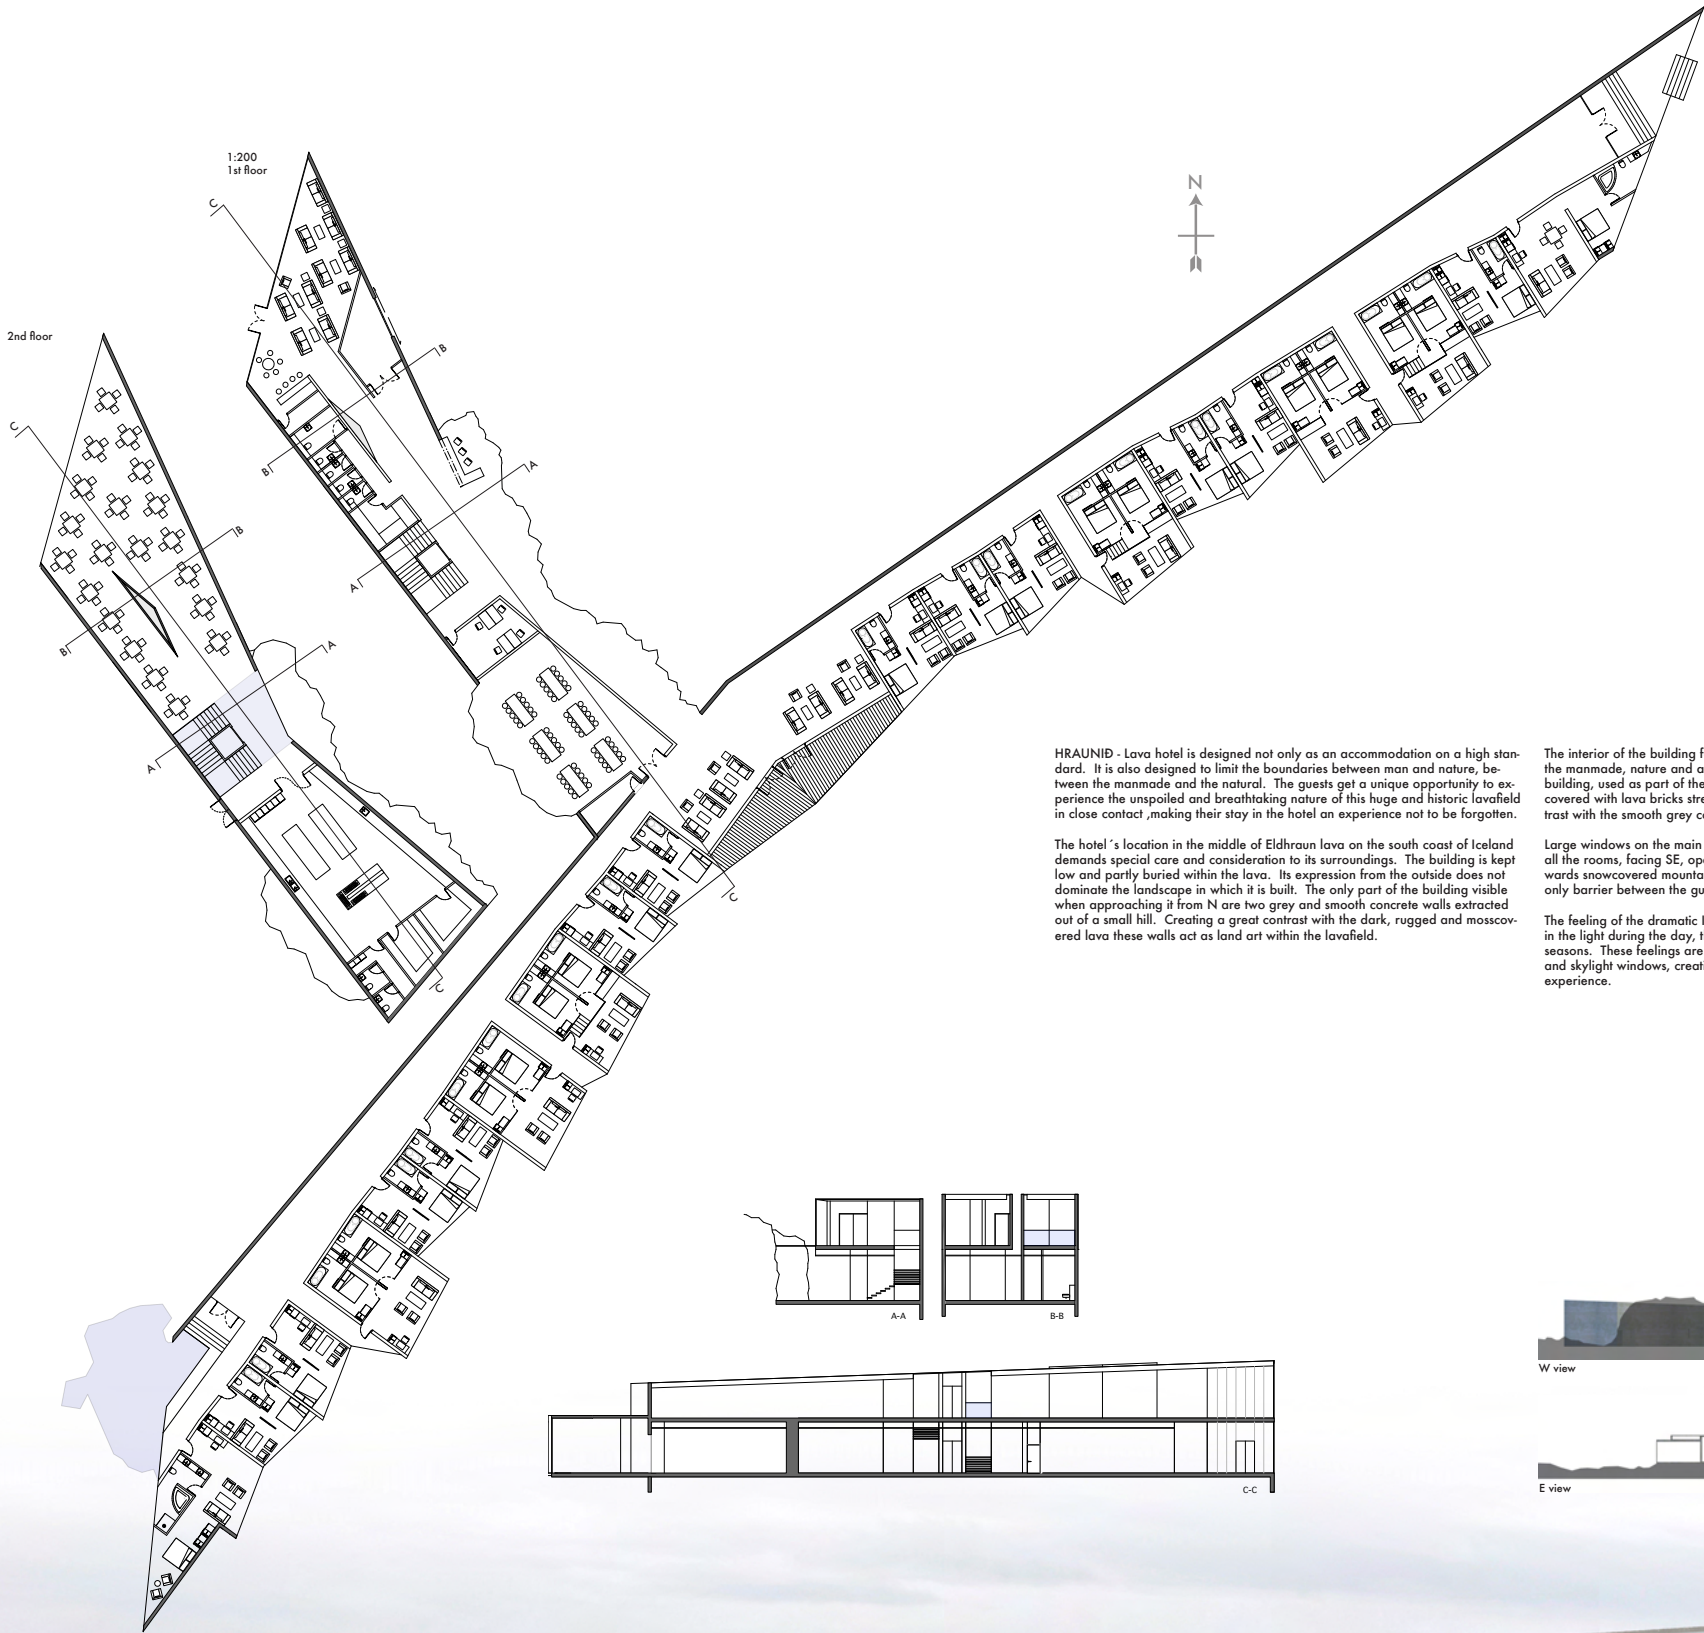 1:200
1st floor
N
2nd floor
C
C
B
B
A
A
C
C
B
B
A
A
C
C
HRAUNIÐ - Lava hotel is designed not only as an accommodation on a high stan-
dard. It is also designed to limit the boundaries between man and nature, be-
tween the manmade and the natural. The guests get a unique opportunity to ex-
perience the unspoiled and breathtaking nature of this huge and historic lavafield
in close contact ,making their stay in the hotel an experience not to be forgotten.
The hotel ´s location in the middle of Eldhraun lava on the south coast of Iceland
demands special care and consideration to its surroundings. The building is kept
low and partly buried within the lava. Its expression from the outside does not
dominate the landscape in which it is built. The only part of the building visible
when approaching it from N are two grey and smooth concrete walls extracted
out of a small hill. Creating a great contrast with the dark, rugged and mosscov-
ered lava these walls act as land art within the lavafield.
The interior of the building f
the manmade, nature and a
building, used as part of the
covered with lava bricks stre
trast with the smooth grey c
Large windows on the main
all the rooms, facing SE, ope
wards snowcovered mounta
only barrier between the gu
The feeling of the dramatic I
in the light during the day, t
seasons. These feelings are
and skylight windows, creati
experience.
A-A
B-B
C-C
W view
E view